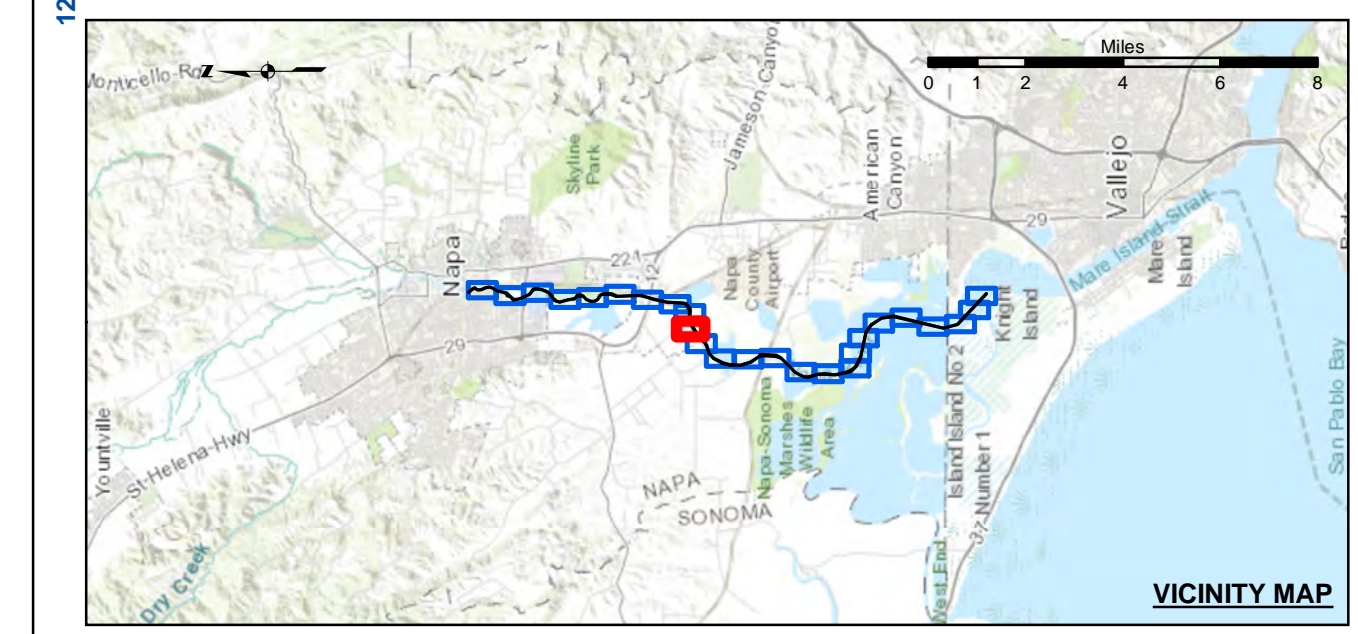 12
Monticello-Rd
Z
Miles
0 1 2 4 6 8
Skyline
Park
Jameson Canyo
American
Canyon
Vallejo
29
Mare Island-Strait
Mare
Island
Napa
221
12
Napa
County
Airport
Knight
Island
29
Yountville
St-Helena-Hwy
Napa-Sonoma
Marshes
Wildlife
Area
Island Island No 2
37-Number 1
San Pablo Bay
NAPA
SONOMA
Dry Creek
West End
VICINITY MAP